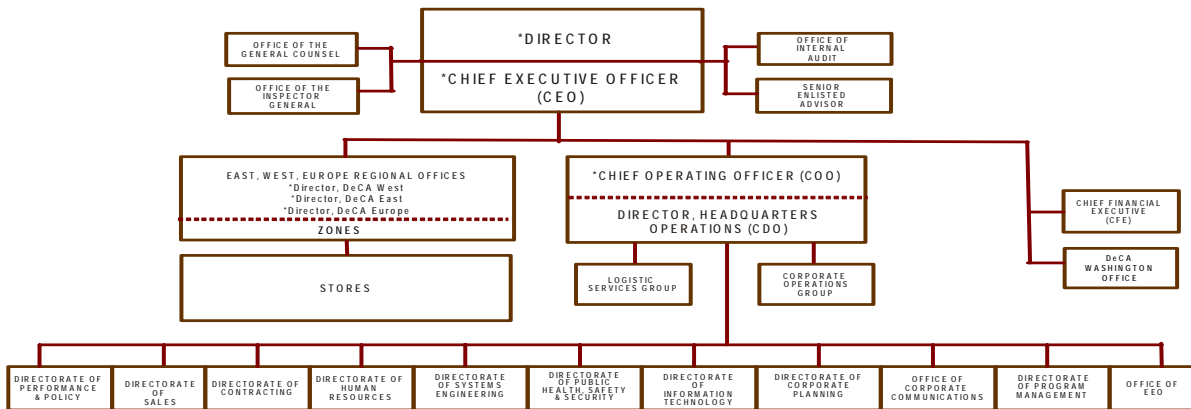 OFFICE OF THE
GENERAL COUNSEL
OFFICE OF THE
INSPECTOR
GENERAL
*DIRECTOR
*CHIEF EXECUTIVE OFFICER
(CEO)
OFFICE OF
INTERNAL
AUDIT
SENIOR
ENLISTED
ADVISOR
EAST, WEST, EUROPE REGIONAL OFFICES
*Director, DeCA West
*Director, DeCA East
*Director, DeCA Europe
ZONES
STORES
*CHIEF OPERATING OFFICER (COO)
DIRECTOR, HEADQUARTERS
OPERATIONS (CDO)
LOGISTIC
SERVICES GROUP
CORPORATE
OPERATIONS
GROUP
CHIEF FINANCIAL
EXECUTIVE
(CFE)
DeCA
WASHINGTON
OFFICE
DIRECTORATE OF
PERFORMANCE
& POLICY
DIRECTORATE
OF
SALES
DIRECTORATE OF
CONTRACTING
DIRECTORATE OF
HUMAN
RESOURCES
DIRECTORATE
OF SYSTEMS
ENGINEERING
DIRECTORATE
OF PUBLIC
HEALTH, SAFETY
& SECURITY
DIRECTORATE
OF
INFORMATION
TECHNOLOGY
DIRECTORATE
OF CORPORATE
PLANNING
OFFICE OF
CORPORATE
COMMUNICATIONS
DIRECTORATE
OF PROGRAM
MANAGEMENT
OFFICE OF
EEO